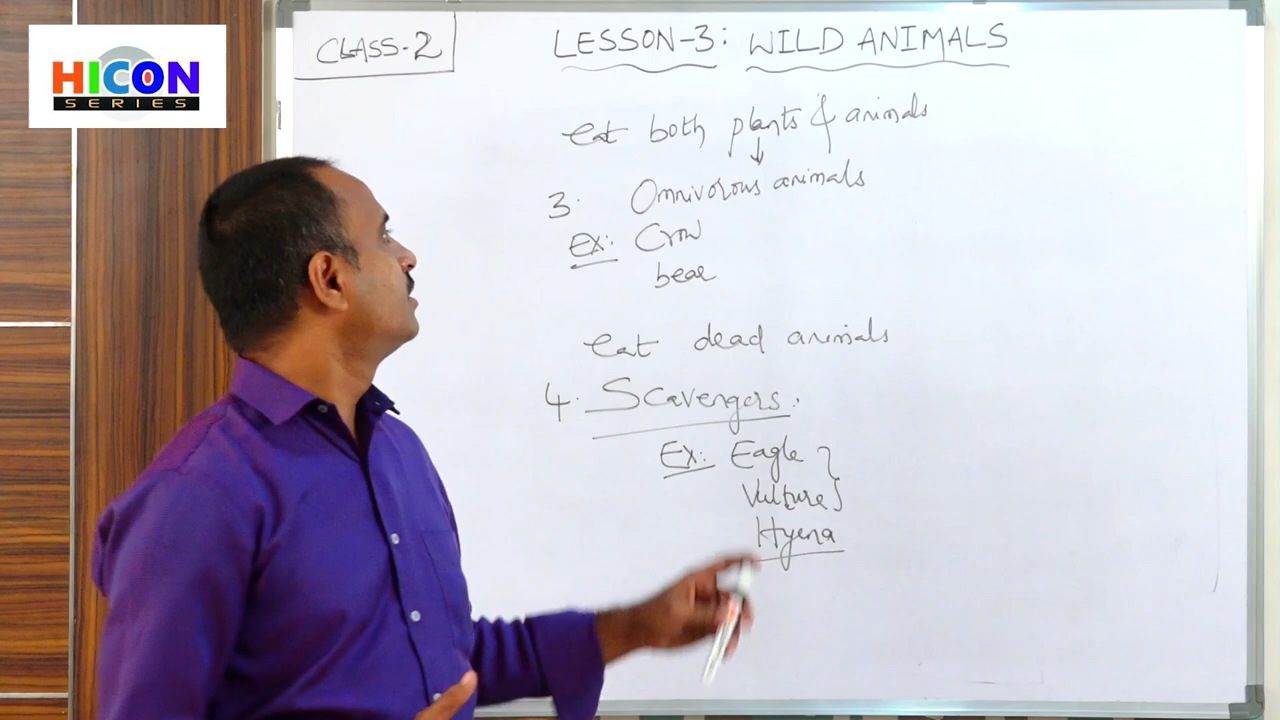 HICON
SERIES
CLASS-2
LESSON-3: WILD ANIMALS
Eat both plants & animals
3. Omnivorous animals
Ex: Crow
bear
Eat dead animals
4. Scavengers.
Ex: Eagle
Vulture
Hyena